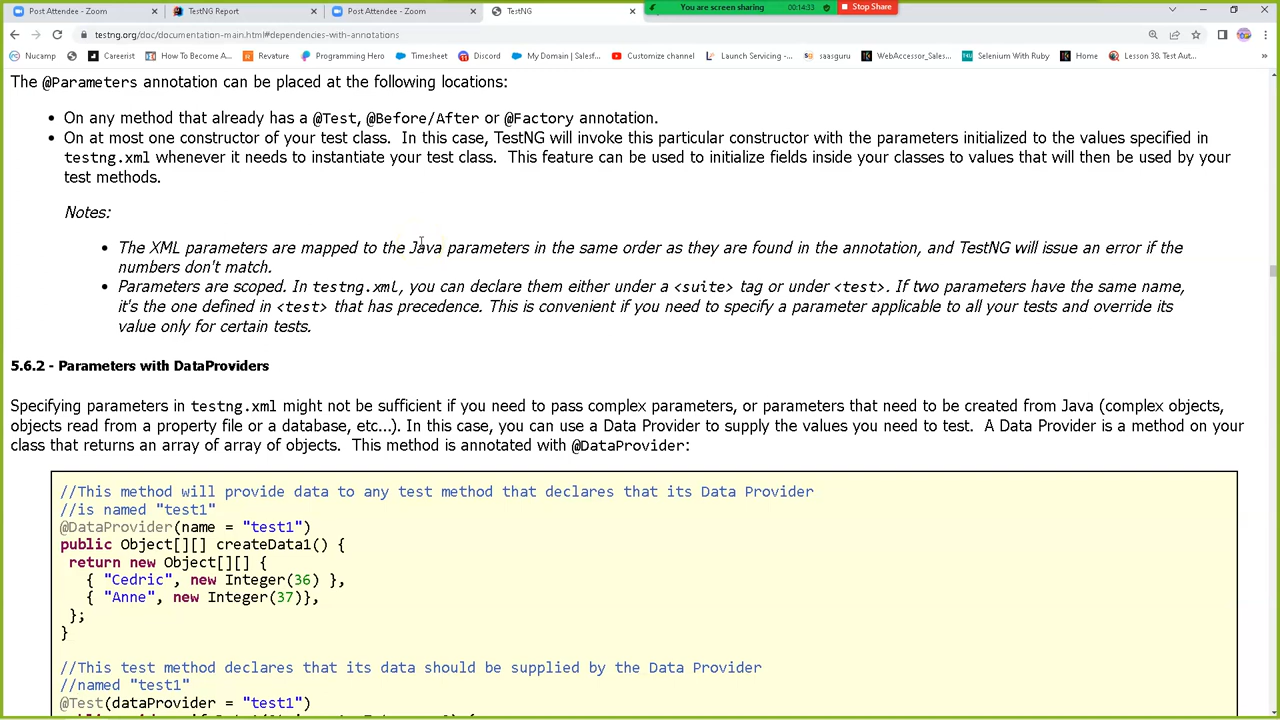 Post Attendee - Zoom
TestNG Report
Post Attendee - Zoom
TestNG
You are screen sharing
00:14:33
Stop Share
testng.org/doc/documentation-main.html#dependencies-with-annotations
Nucamp
Careerist
How To Become A...
Revature
Programming Hero
Timesheet
Discord
My Domain | Salesf...
Customize channel
Launch Servicing -...
saasguru
WebAccessor_Sales...
Selenium With Ruby
Home
Lesson 38. Test Aut...
The @Parameters annotation can be placed at the following locations:
On any method that already has a @Test, @Before/After or @Factory annotation.
On at most one constructor of your test class. In this case, TestNG will invoke this particular constructor with the parameters initialized to the values specified in
testng.xml whenever it needs to instantiate your test class. This feature can be used to initialize fields inside your classes to values that will then be used by your
test methods.
Notes:
The XML parameters are mapped to the Java parameters in the same order as they are found in the annotation, and TestNG will issue an error if the
numbers don't match.
Parameters are scoped. In testng.xml, you can declare them either under a <suite> tag or under <test>. If two parameters have the same name,
it's the one defined in <test> that has precedence. This is convenient if you need to specify a parameter applicable to all your tests and override its
value only for certain tests.
5.6.2 - Parameters with DataProviders
Specifying parameters in testng.xml might not be sufficient if you need to pass complex parameters, or parameters that need to be created from Java (complex objects,
objects read from a property file or a database, etc...). In this case, you can use a Data Provider to supply the values you need to test. A Data Provider is a method on your
class that returns an array of array of objects. This method is annotated with @DataProvider:
//This method will provide data to any test method that declares that its Data Provider
//is named "test1"
@DataProvider(name = "test1")
public Object[][] createData1() {
return new Object[][] {
{ "Cedric", new Integer(36) },
{ "Anne", new Integer(37)},
};
}
//This test method declares that its data should be supplied by the Data Provider
//named "test1"
@Test(dataProvider = "test1")